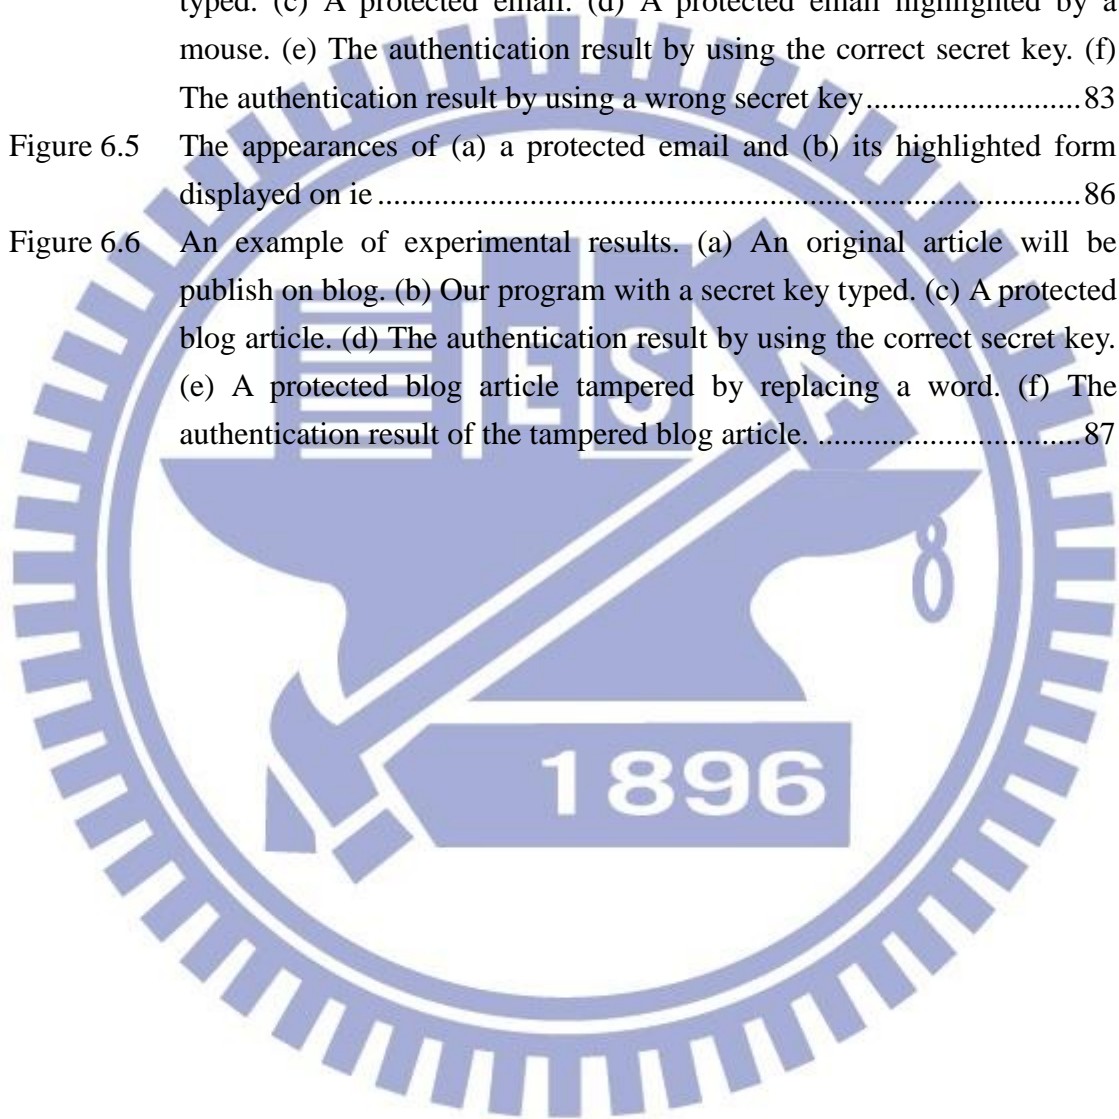 typed. (c) A protected email. (d) A protected email highlighted by a
mouse. (e) The authentication result by using the correct secret key. (f)
The authentication result by using a wrong secret key...........................83
Figure 6.5 The appearances of (a) a protected email and (b) its highlighted form
displayed on ie.......................................................................................86
Figure 6.6 An example of experimental results. (a) An original article will be
publish on blog. (b) Our program with a secret key typed. (c) A protected
blog article. (d) The authentication result by using the correct secret key.
(e) A protected blog article tampered by replacing a word. (f) The
authentication result of the tampered blog article. ................................87
ES A
1896